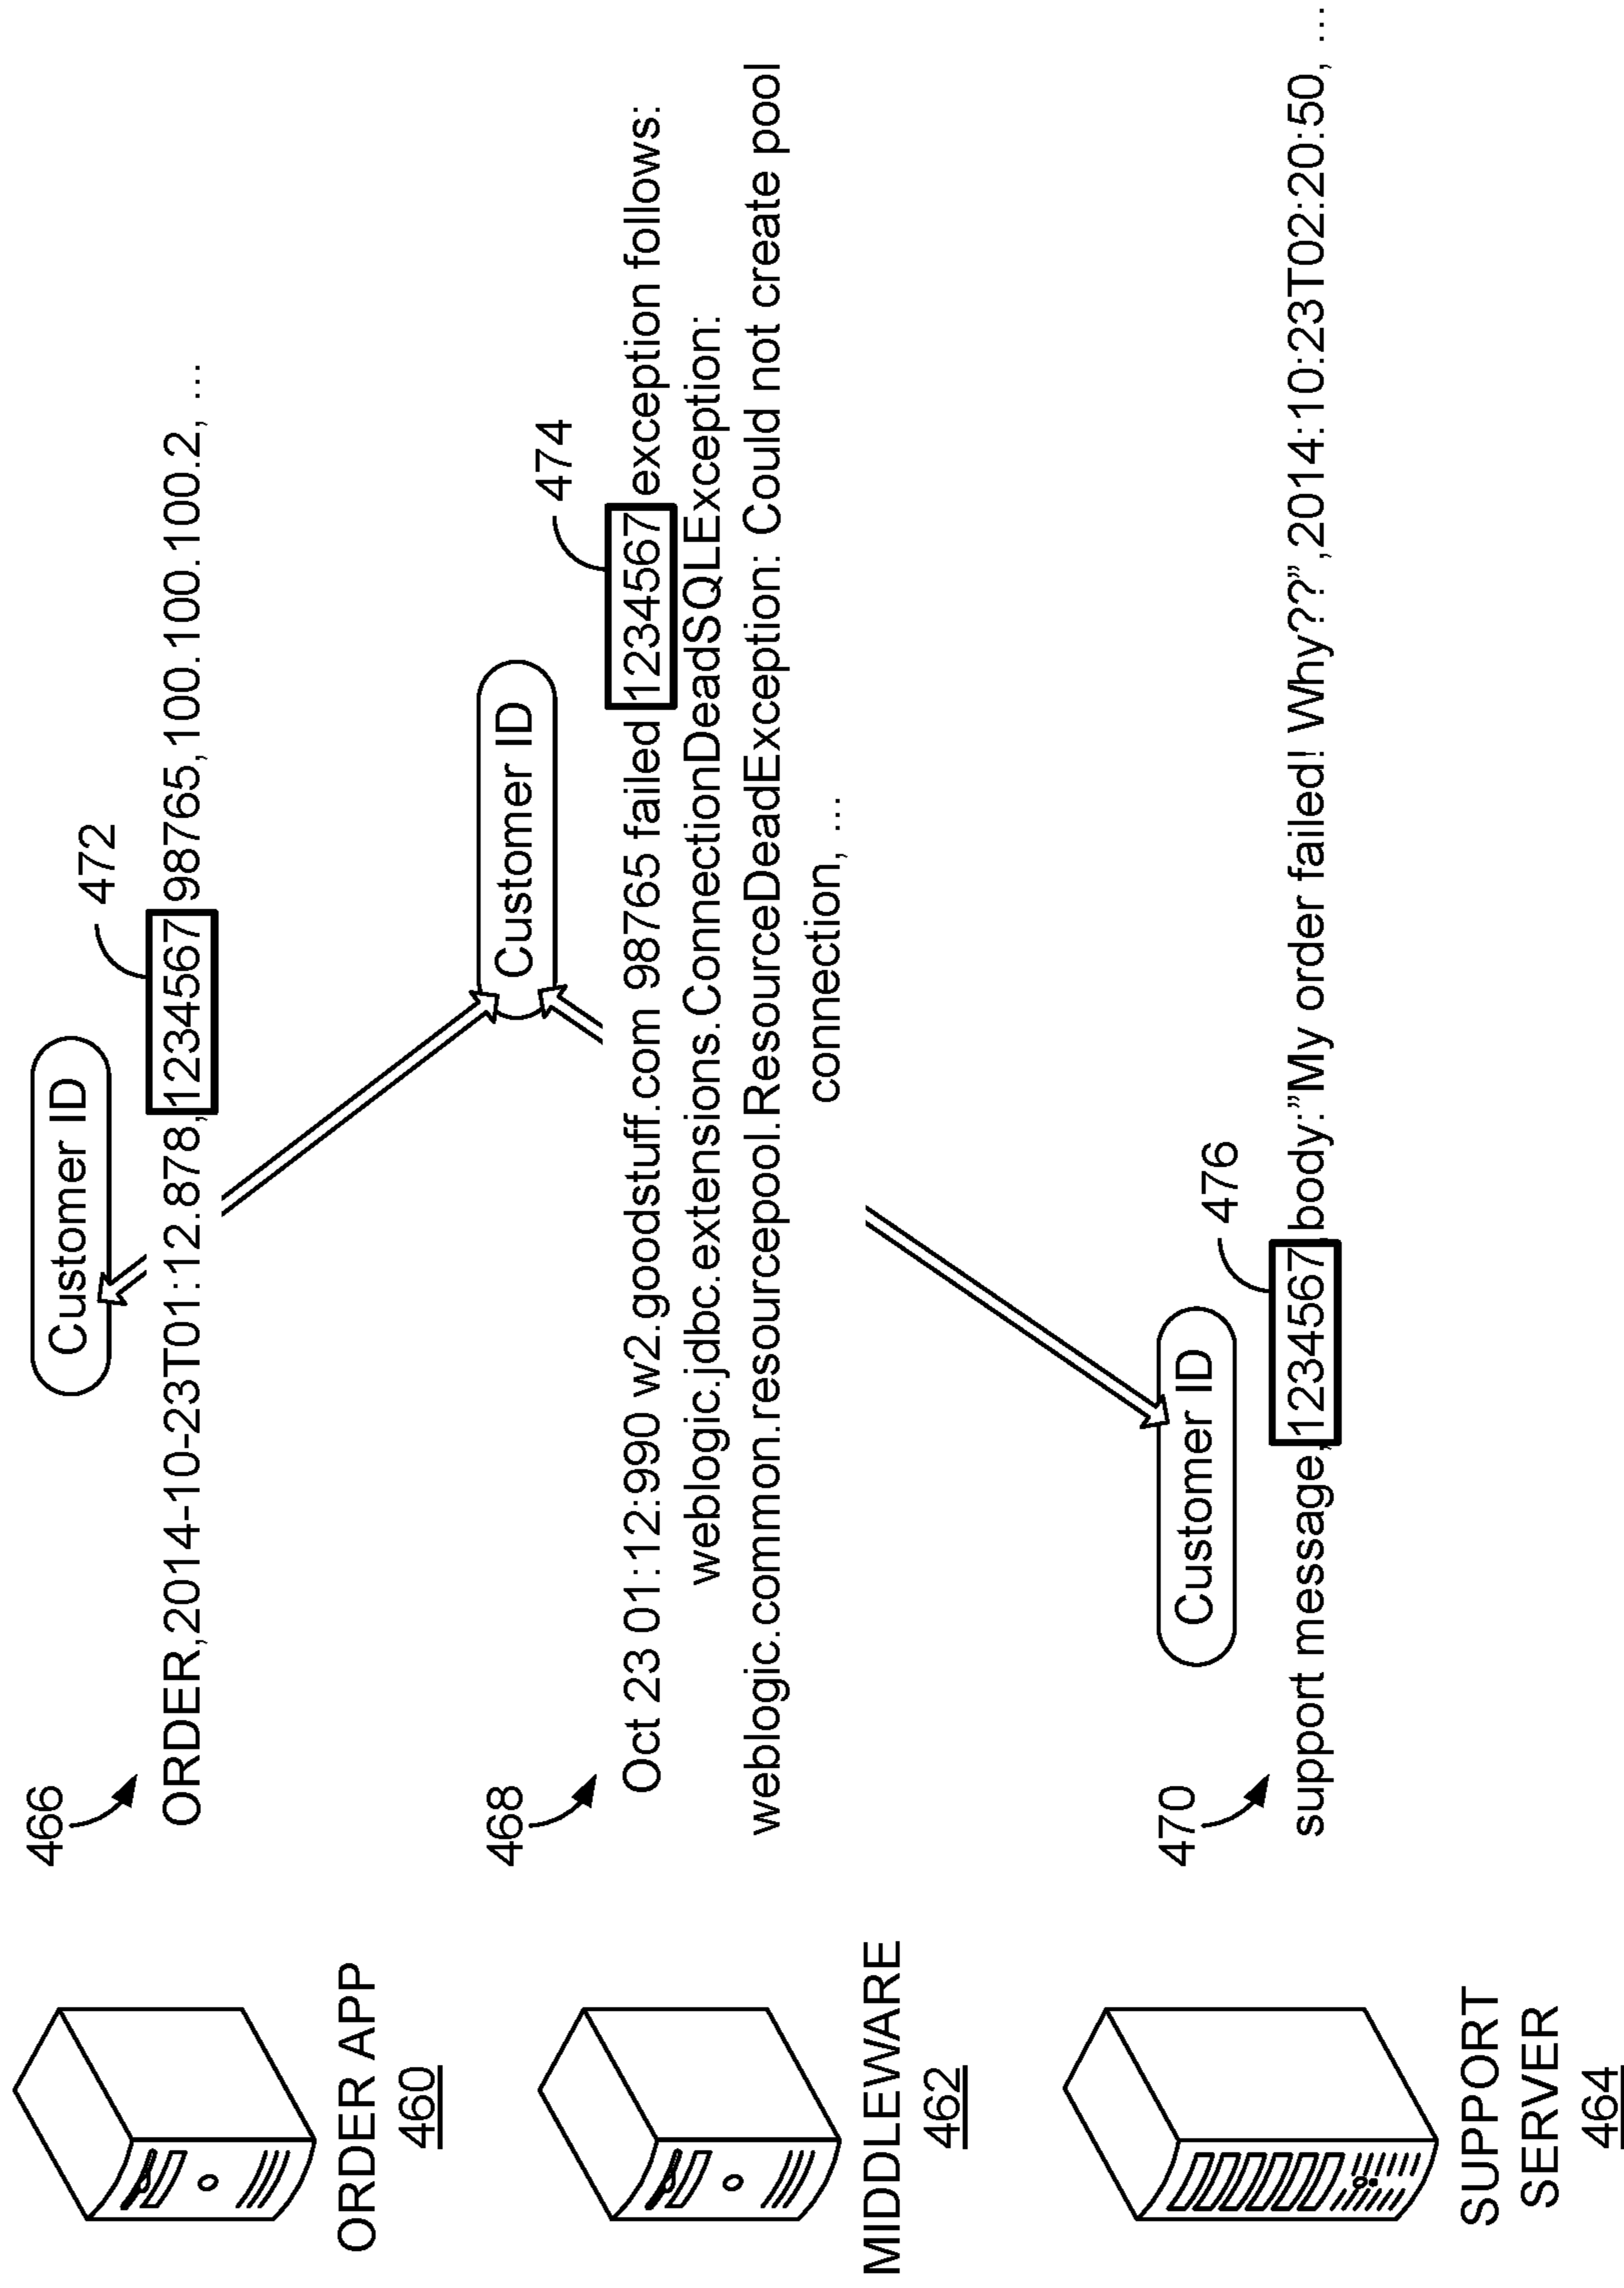 ORDER APP
460
466
Customer ID
472
ORDER,2014-10-23T01:12.878,1234567,98765,100.100.100.2, ...
MIDDLEWARE
462
468
Customer ID
474
Oct 23 01:12:990 w2.goodstuff.com 98765 failed 1234567 exception follows:
weblogic.jdbc.extensions.ConnectionDeadSQLException:
weblogic.common.resourcepool.ResourceDeadException: Could not create pool
connection, ...
SUPPORT
SERVER
464
470
Customer ID
476
support message,1234567,body:”My order failed! Why??”,2014:10:23T02:20:50, ...